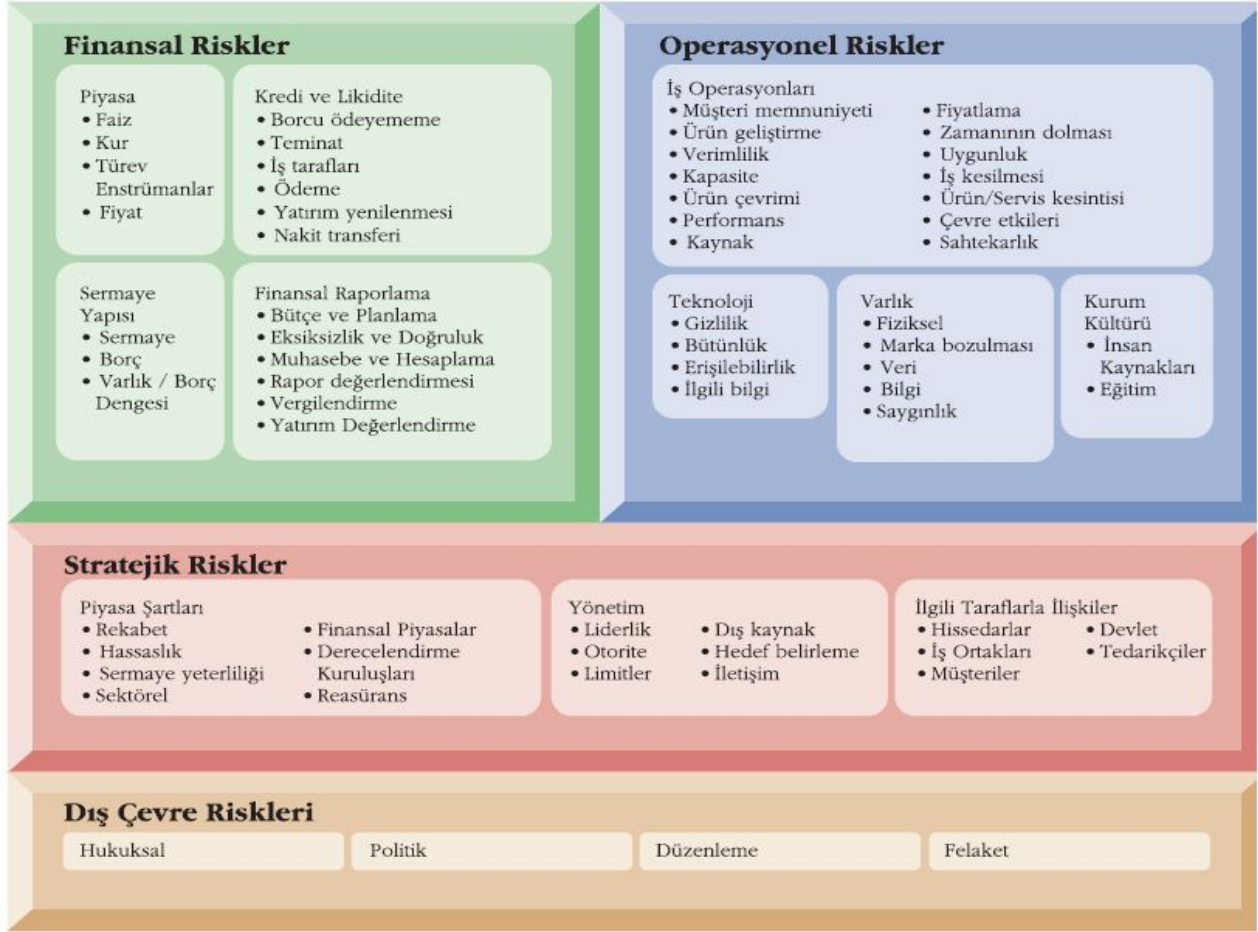 Finansal Riskler
Piyasa
• Faiz
• Kur
• Türev
Enstrümanlar
• Fiyat
Kredi ve Likidite
• Borcu ödeyememe
• Teminat
• İş tarafları
• Ödeme
• Yatırım yenilenmesi
• Nakit transferi
Sermaye
Yapısı
• Sermaye
• Borç
• Varlık / Borç
Dengesi
Finansal Raporlama
• Bütçe ve Planlama
• Eksiksizlik ve Doğruluk
• Muhasebe ve Hesaplama
• Rapor değerlendirmesi
• Vergilendirme
• Yatırım Değerlendirme
Operasyonel Riskler
İş Operasyonları
• Müşteri memnuniyeti
• Ürün geliştirme
• Verimlilik
• Kapasite
• Ürün çevrimi
• Performans
• Kaynak
• Fiyatlama
• Zamanının dolması
• Uygunluk
• İş kesilmesi
• Ürün/Servis kesintisi
• Çevre etkileri
• Sahtekarlık
Teknoloji
• Gizlilik
• Bütünlük
• Erişilebilirlik
• İlgili bilgi
Varlık
• Fiziksel
• Marka bozulması
• Veri
• Bilgi
• Saygınlık
Kurum
Kültürü
• İnsan
Kaynakları
• Eğitim
Stratejik Riskler
Piyasa Şartları
• Rekabet
• Hassaslık
• Sermaye yeterliliği
• Sektörel
• Finansal Piyasalar
• Derecelendirme
Kuruluşları
• Reasürans
Yönetim
• Liderlik
• Otorite
• Limitler
• Dış kaynak
• Hedef belirleme
• İletişim
İlgili Taraflarla İlişkiler
• Hissedarlar
• İş Ortakları
• Müşteriler
• Devlet
• Tedarikçiler
Dış Çevre Riskleri
Hukuksal
Politik
Düzenleme
Felaket